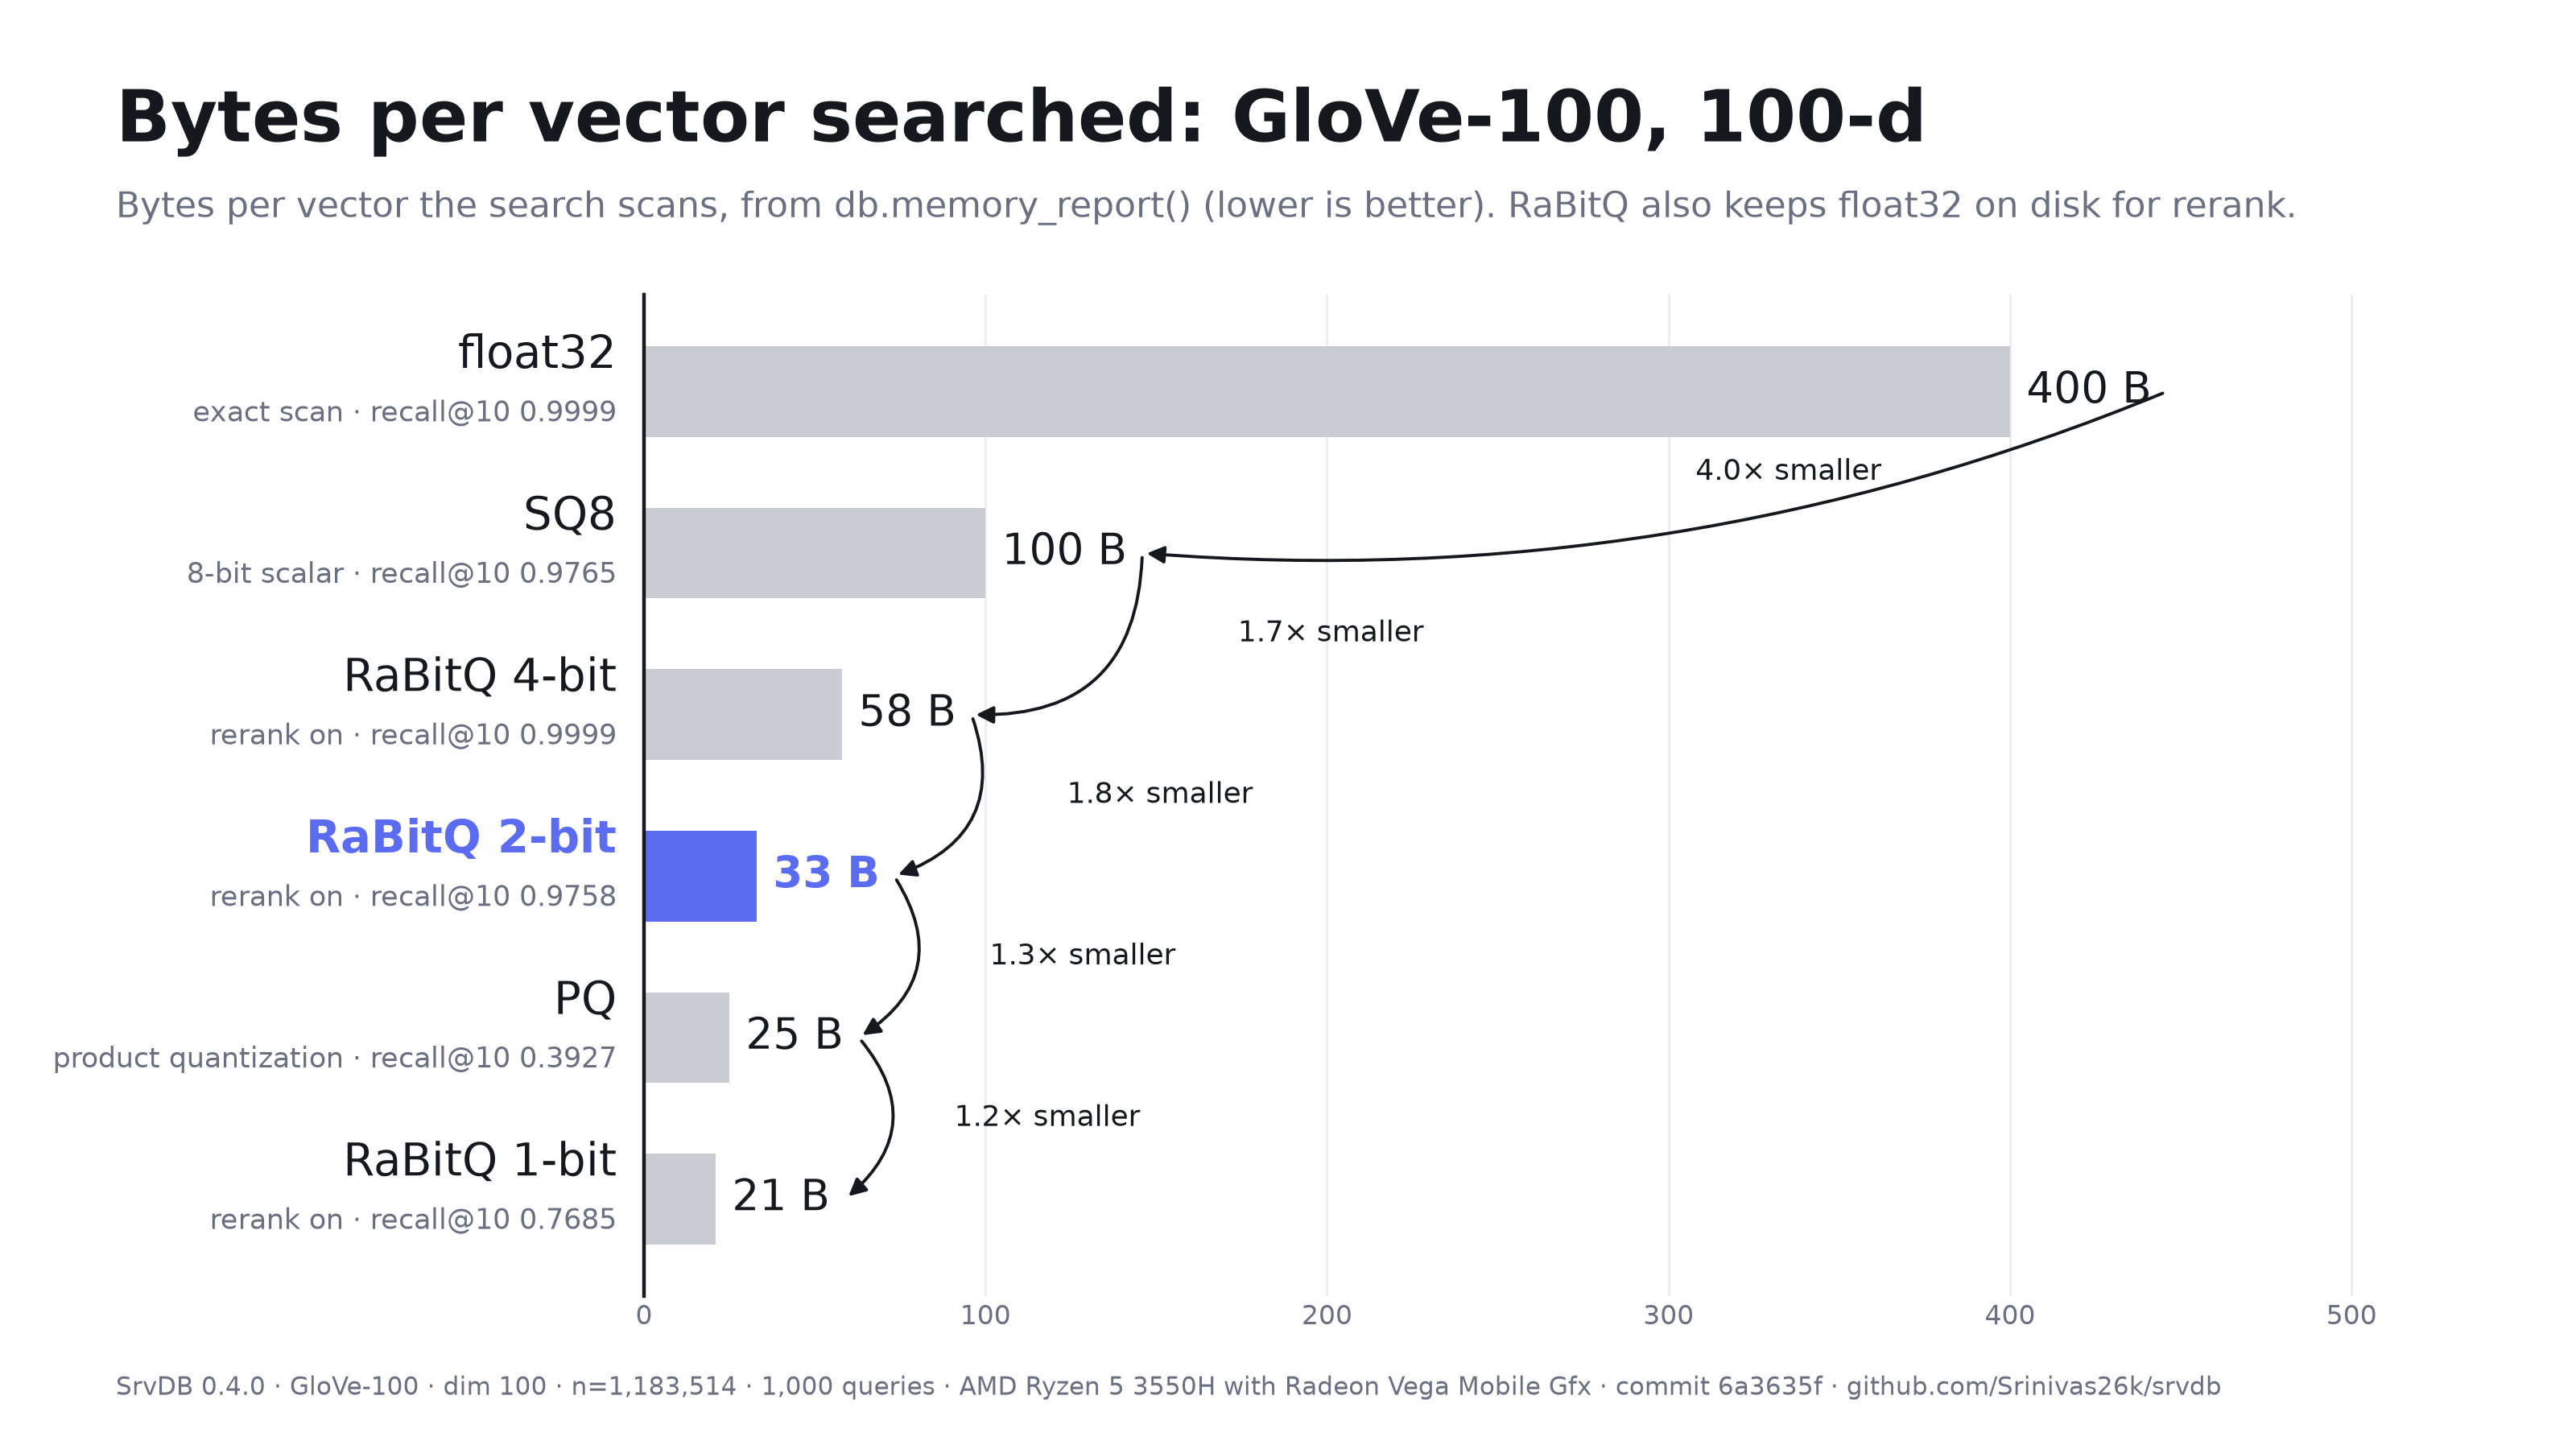 Bytes per vector searched: GloVe-100, 100-d
Bytes per vector the search scans, from db.memory_report() (lower is better). RaBitQ also keeps float32 on disk for rerank.
float32
exact scan · recall@10 0.9999
400 B
4.0× smaller
SQ8
8-bit scalar · recall@10 0.9765
100 B
1.7× smaller
RaBitQ 4-bit
rerank on · recall@10 0.9999
58 B
1.8× smaller
RaBitQ 2-bit
rerank on · recall@10 0.9758
33 B
1.3× smaller
PQ
product quantization · recall@10 0.3927
25 B
1.2× smaller
RaBitQ 1-bit
rerank on · recall@10 0.7685
21 B
0 100 200 300 400 500
SrvDB 0.4.0 · GloVe-100 · dim 100 · n=1,183,514 · 1,000 queries · AMD Ryzen 5 3550H with Radeon Vega Mobile Gfx · commit 6a3635f · github.com/Srinivas26k/srvdb